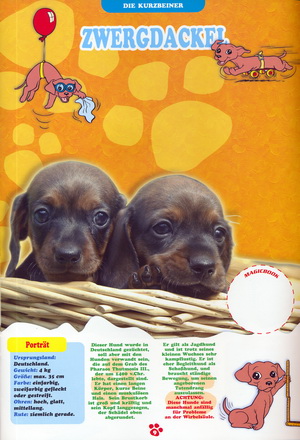 DIE KURZBEINER
ZWERGDACKEL
MAGICBOOK
Porträt
Ursprungsland:
Deutschland.
Gewicht: 4 kg
Größe: max. 35 cm
Farbe: einfarbig,
zweifarbig gefleckt
oder gestreift.
Ohren: hoch, glatt,
mittellang.
Rute: ziemlich gerade.
Dieser Hund wurde in
Deutschland gezüchtet,
soll aber mit den
Hunden verwandt sein,
die auf dem Grab des
Pharaos Thutmosis III.,
der um 1400 v.Chr.
lebte, dargestellt sind.
Er hat einen langen
Körper, kurze Beine
und einen muskulösen
Hals. Sein Brustkorb
ist groß und kräftig und
sein Kopf langgezogen,
der Schädel oben
abgerundet.
Er gilt als Jagdhund
und ist trotz seines
kleinen Wuchses sehr
kampflustig. Er ist
eher Begleithund als
Schoßhund, und
braucht ständige
Bewegung, um seinen
angeborenen
Tatendrang
auszulassen.
ACHTUNG:
Diese Hunde sind
manchmal anfällig
für Probleme
an der Wirbelsäule.